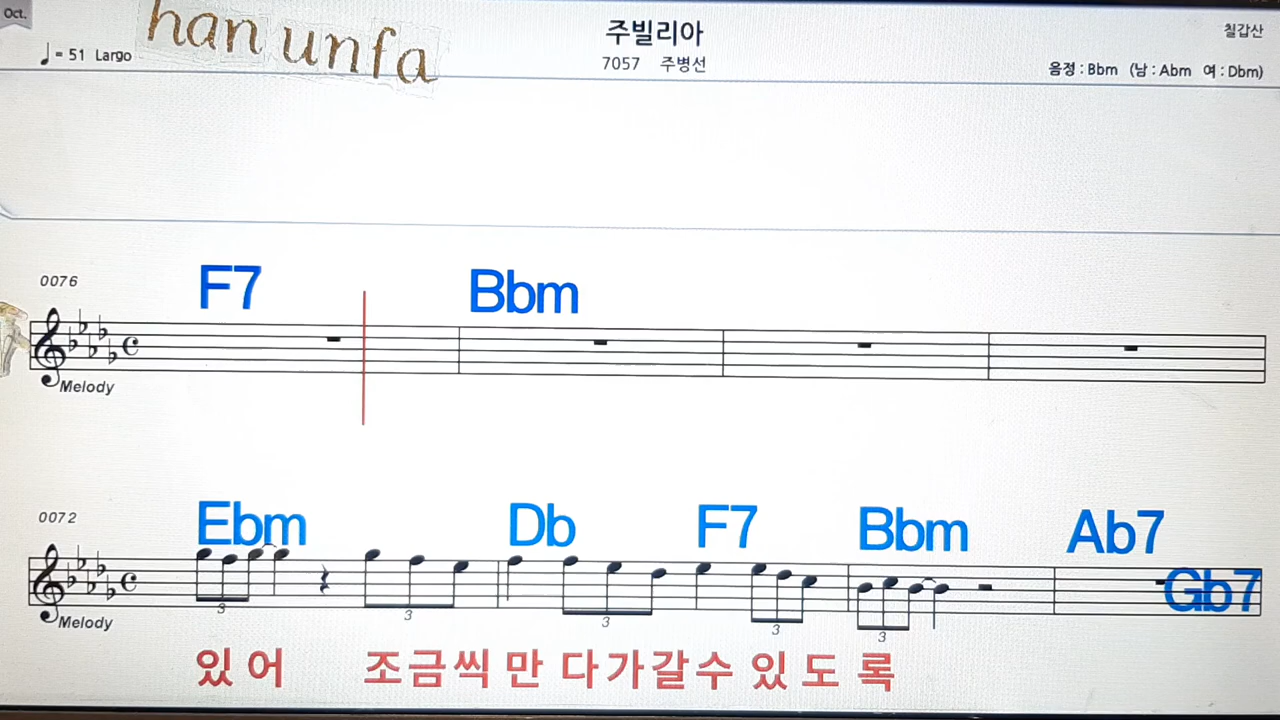 Oct.
han unfa
주빌리아
칠갑산
♩= 51 Largo
7057 주병선
음정 : Bbm (남 : Abm 여 : Dbm)
0076
F7 Bbm
Melody
0072
Ebm Db F7 Bbm Ab7
Gb7
3 3 3 3 3
Melody
있어 조금씩만 다가갈수 있도록